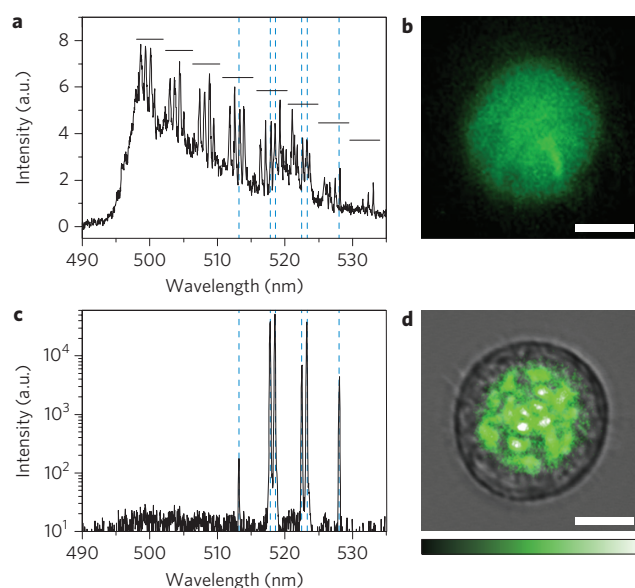 a
b
8
6
4
2
0
Intensity (a.u.)
490 500 510 520 530
Wavelength (nm)
c
d
10⁴
10³
10²
10¹
Intensity (a.u.)
490 500 510 520 530
Wavelength (nm)